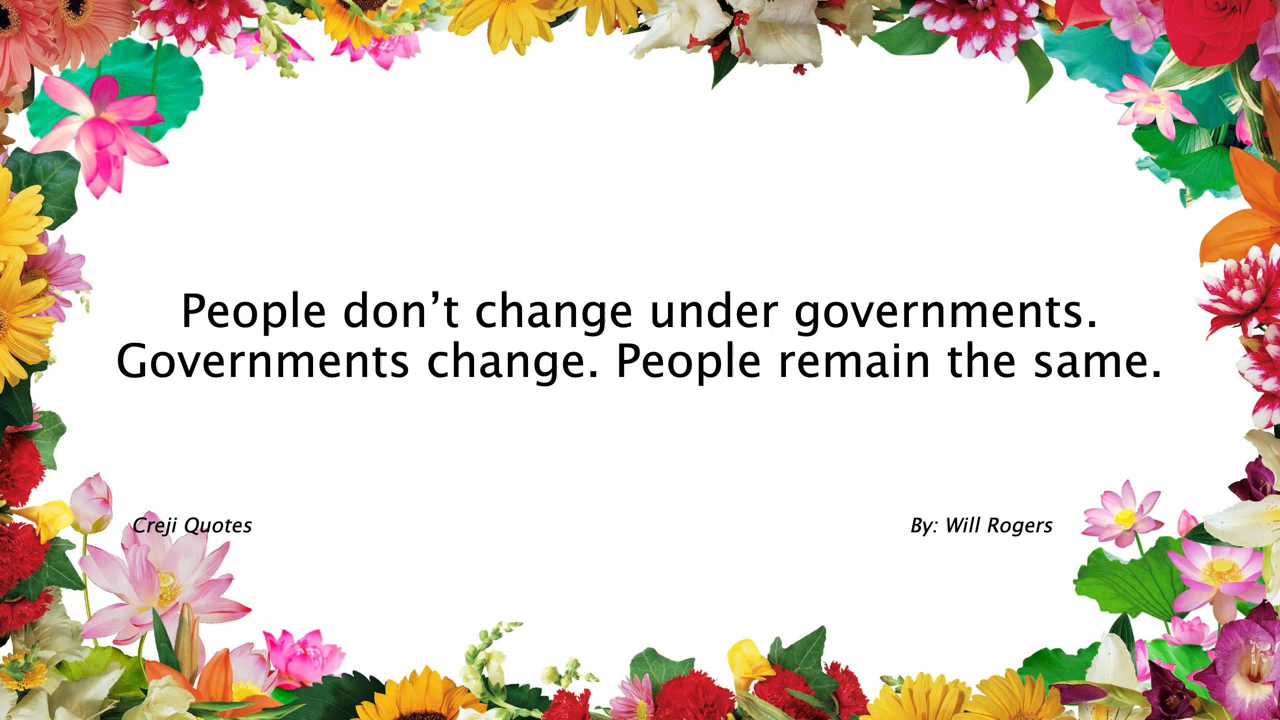 People don’t change under governments.
Governments change. People remain the same.
Creji Quotes
By: Will Rogers